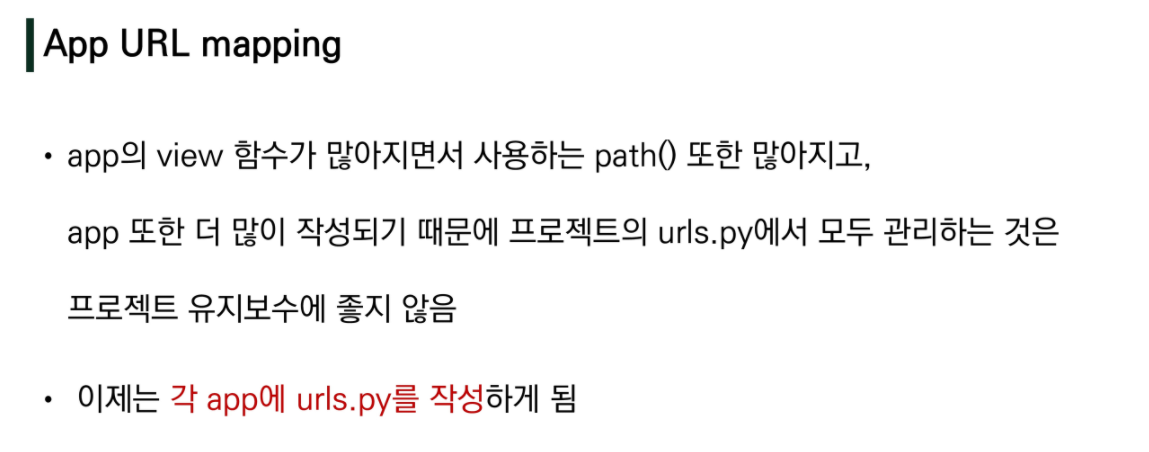 App URL mapping
• app의 view 함수가 많아지면서 사용하는 path() 또한 많아지고,
app 또한 더 많이 작성되기 때문에 프로젝트의 urls.py에서 모두 관리하는 것은
프로젝트 유지보수에 좋지 않음
• 이제는 각 app에 urls.py를 작성하게 됨